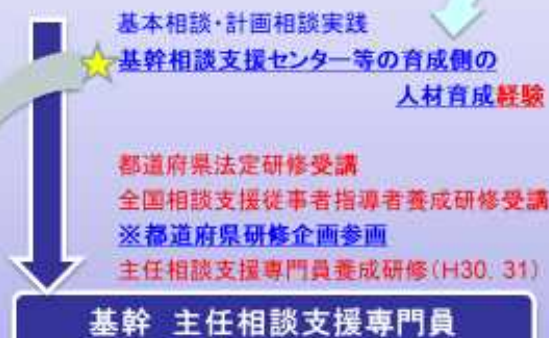 基本相談・計画相談実践
基幹相談支援センター等の育成側の
人材育成経験
都道府県法定研修受講
全国相談支援従事者指導者養成研修受講
※都道府県研修企画参画
主任相談支援専門員養成研修(H30．31)
基幹 主任相談支援専門員